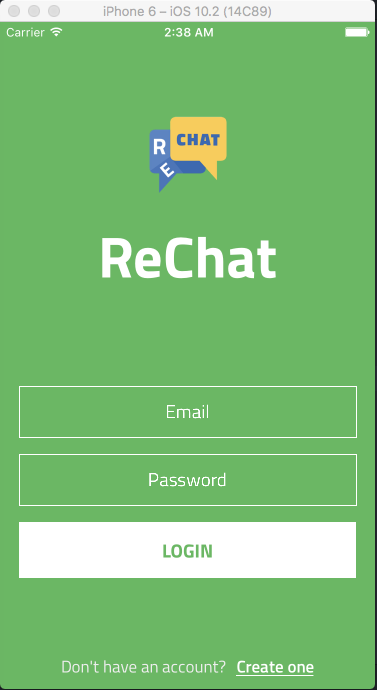 iPhone 6 – iOS 10.2 (14C89)
Carrier 2:38 AM
CHAT
R
E
ReChat
Email
Password
LOGIN
Don't have an account? Create one